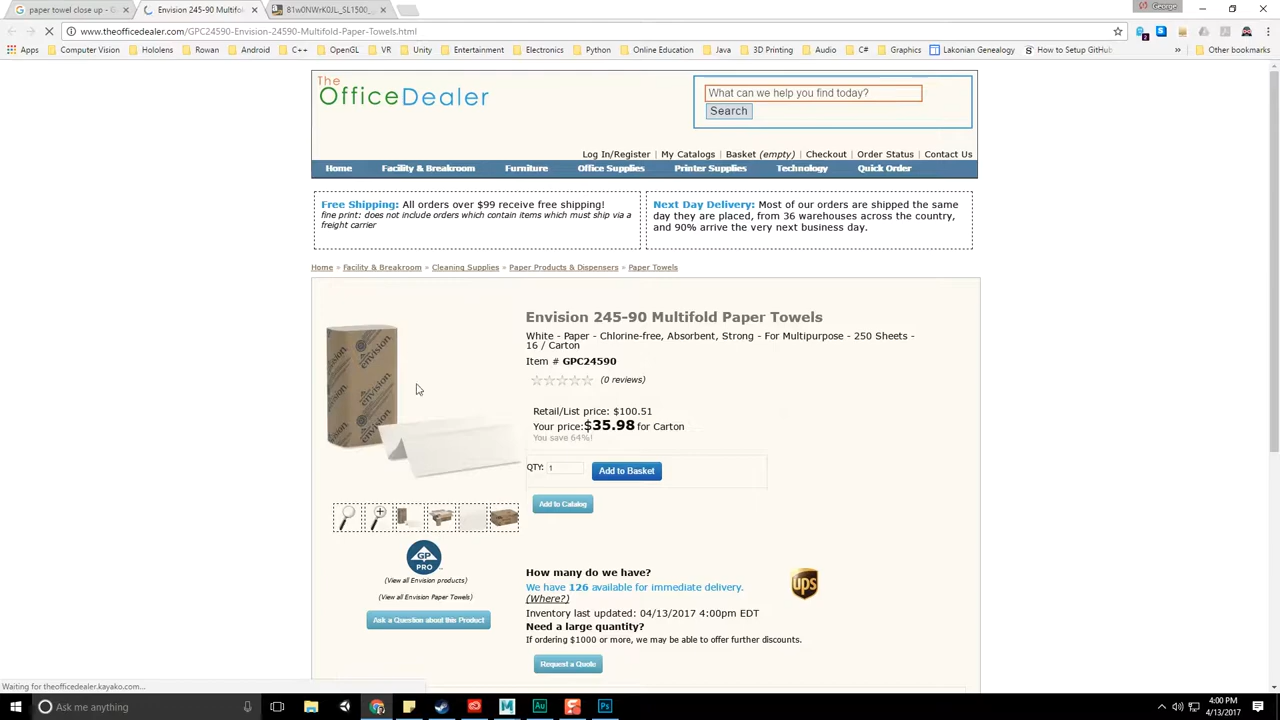 paper towel close up - G
Envision 245-90 Multifol
81w0NWrK0JL_SL1500_
George
www.theofficedealer.com/GPC24590-Envision-24590-Multifold-Paper-Towels.html
Apps Computer Vision Hololens Rowan Android C++ OpenGL VR Unity Entertainment Electronics Python Online Education Java 3D Printing Audio C# Graphics Lakonian Genealogy How to Setup GitHub Other bookmarks
The
OfficeDealer
What can we help you find today?
Search
Log In/Register | My Catalogs | Basket (empty) | Checkout | Order Status | Contact Us
Home Facility & Breakroom Furniture Office Supplies Printer Supplies Technology Quick Order
Free Shipping: All orders over $99 receive free shipping!
fine print: does not include orders which contain items which must ship via a
freight carrier
Next Day Delivery: Most of our orders are shipped the same
day they are placed, from 36 warehouses across the country,
and 90% arrive the very next business day.
Home » Facility & Breakroom » Cleaning Supplies » Paper Products & Dispensers » Paper Towels
Envision 245-90 Multifold Paper Towels
White - Paper - Chlorine-free, Absorbent, Strong - For Multipurpose - 250 Sheets -
16 / Carton
Item # GPC24590
(0 reviews)
envision
Retail/List price: $100.51
Your price:$35.98 for Carton
You save 64%!
QTY: 1 Add to Basket
Add to Catalog
GP
PRO
(View all Envision products)
(View all Envision Paper Towels)
Ask a Question about this Product
How many do we have?
We have 126 available for immediate delivery.
(Where?)
ups
Inventory last updated: 04/13/2017 4:00pm EDT
Need a large quantity?
If ordering $1000 or more, we may be able to offer further discounts.
Request a Quote
Waiting for theofficedealer.kayako.com...
Ask me anything
4:00 PM
4/13/2017